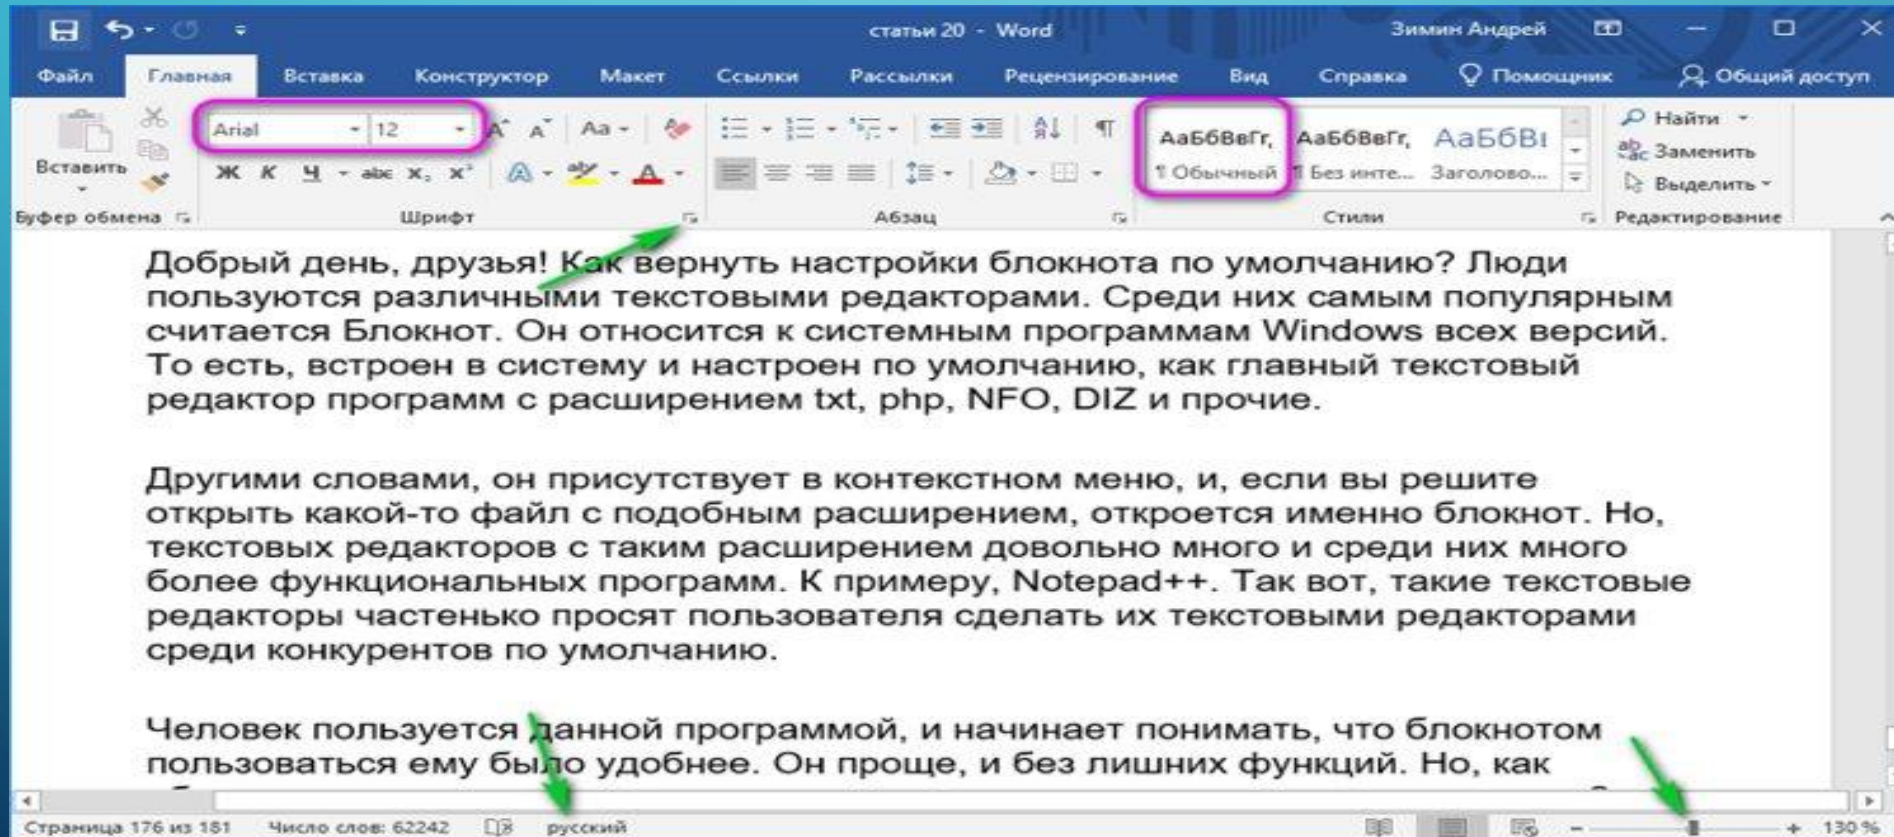 статьи 20 - Word Зимин Андрей
Файл Главная Вставка Конструктор Макет Ссылки Рассылки Рецензирование Вид Справка Помощник Общий доступ
Arial 12 Аа АаБбВвГг, АаБбВвГг, АаБбВı Найти
Вставить Заменить
Ж К Ч abc x₂ x² А ¶ Обычный ¶ Без инте... Заголово... Выделить
Буфер обмена Шрифт Абзац Стили Редактирование
Добрый день, друзья! Как вернуть настройки блокнота по умолчанию? Люди
пользуются различными текстовыми редакторами. Среди них самым популярным
считается Блокнот. Он относится к системным программам Windows всех версий.
То есть, встроен в систему и настроен по умолчанию, как главный текстовый
редактор программ с расширением txt, php, NFO, DIZ и прочие.
Другими словами, он присутствует в контекстном меню, и, если вы решите
открыть какой-то файл с подобным расширением, откроется именно блокнот. Но,
текстовых редакторов с таким расширением довольно много и среди них много
более функциональных программ. К примеру, Notepad++. Так вот, такие текстовые
редакторы частенько просят пользователя сделать их текстовыми редакторами
среди конкурентов по умолчанию.
Человек пользуется данной программой, и начинает понимать, что блокнотом
пользоваться ему было удобнее. Он проще, и без лишних функций. Но, как
Страница 176 из 181 Число слов: 62242 русский 130 %